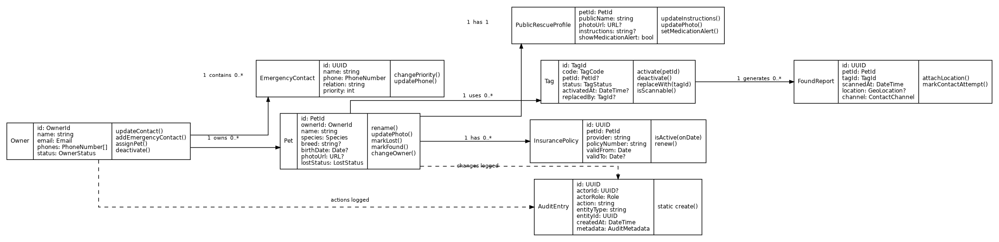 PublicRescueProfile
petId: PetId
publicName: string
photoUrl: URL?
instructions: string?
showMedicationAlert: bool
updateInstructions()
updatePhoto()
setMedicationAlert()
1 has 1
1 contains 0..*
EmergencyContact
id: UUID
name: string
phone: PhoneNumber
relation: string
priority: int
changePriority()
updatePhone()
1 uses 0..*
Tag
id: TagId
code: TagCode
petId: PetId?
status: TagStatus
activatedAt: DateTime?
replacedBy: TagId?
activate(petId)
deactivate()
replaceWith(tagId)
isScannable()
1 generates 0..*
FoundReport
id: UUID
petId: PetId
tagId: TagId
scannedAt: DateTime
location: GeoLocation?
channel: ContactChannel
attachLocation()
markContactAttempt()
Owner
id: OwnerId
name: string
email: Email
phones: PhoneNumber[]
status: OwnerStatus
updateContact()
addEmergencyContact()
assignPet()
deactivate()
1 owns 0..*
Pet
id: PetId
ownerId: OwnerId
name: string
species: Species
breed: string?
birthDate: Date?
photoUrl: URL?
lostStatus: LostStatus
rename()
updatePhoto()
markLost()
markFound()
changeOwner()
1 has 0..*
InsurancePolicy
id: UUID
petId: PetId
provider: string
policyNumber: string
validFrom: Date
validTo: Date?
isActive(onDate)
renew()
changes logged
actions logged
AuditEntry
id: UUID
actorId: UUID?
actorRole: Role
action: string
entityType: string
entityId: UUID
createdAt: DateTime
metadata: AuditMetadata
static create()